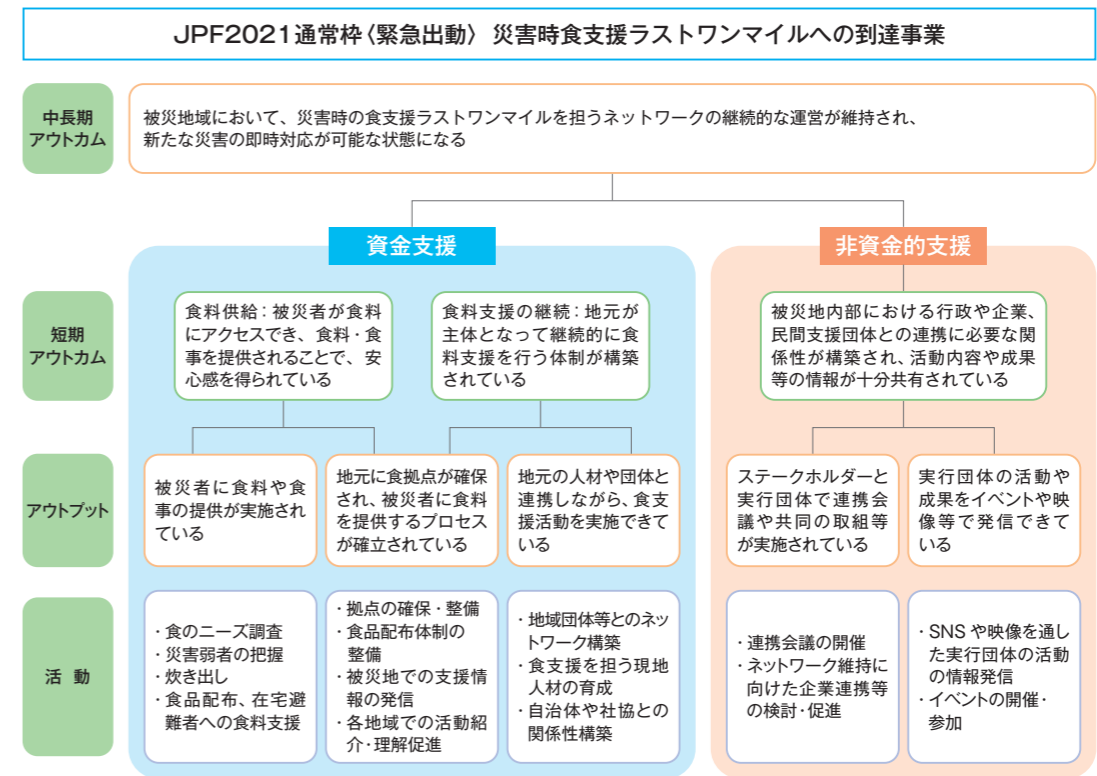 JPF2021通常枠〈緊急出動〉 災害時食支援ラストワンマイルへの到達事業
中長期
アウトカム
被災地域において、災害時の食支援ラストワンマイルを担うネットワークの継続的な運営が維持され、
新たな災害の即時対応が可能な状態になる
資金支援
非資金的支援
短期
アウトカム
食料供給：被災者が食料
にアクセスでき、食料・食
事を提供されることで、安
心感を得られている
食料支援の継続：地元が
主体となって継続的に食
料支援を行う体制が構築
されている
被災地内部における行政や企業、
民間支援団体との連携に必要な関
係性が構築され、活動内容や成果
等の情報が十分共有されている
アウトプット
被災者に食料や食
事の提供が実施され
ている
地元に食拠点が確保
され、被災者に食料
を提供するプロセス
が確立されている
地元の人材や団体と
連携しながら、食支
援活動を実施できて
いる
ステークホルダーと
実行団体で連携会
議や共同の取組等
が実施されている
実行団体の活動や
成果をイベントや映
像等で発信できて
いる
活 動
・食のニーズ調査
・災害弱者の把握
・炊き出し
・食品配布、在宅避
難者への食料支援
・拠点の確保・整備
・食品配布体制の
整備
・被災地での支援情
報の発信
・各地域での活動紹
介・理解促進
・地域団体等とのネッ
トワーク構築
・食支援を担う現地
人材の育成
・自治体や社協との
関係性構築
・連携会議の開催
・ネットワーク維持に
向けた企業連携等
の検討・促進
・SNSや映像を通し
た実行団体の活動
の情報発信
・イベントの開催・
参加